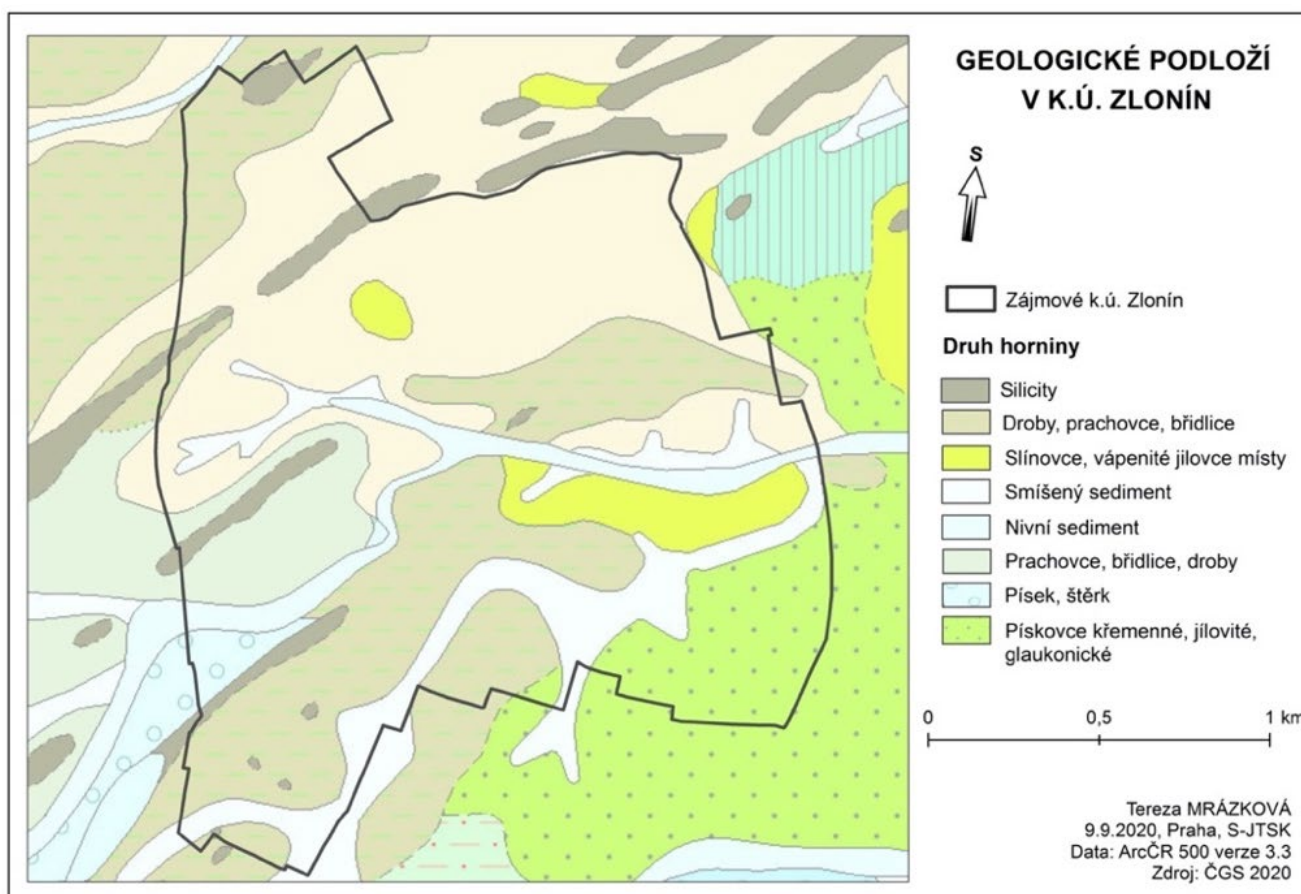 GEOLOGICKÉ PODLOŽÍ
V K.Ú. ZLONÍN
S
Zájmové k.ú. Zlonín
Druh horniny
Silicity
Droby, prachovce, břidlice
Slínovce, vápenité jilovce místy
Smíšený sediment
Nivní sediment
Prachovce, břidlice, droby
Písek, štěrk
Pískovce křemenné, jílovité,
glaukonické
0 0,5 1 km
Tereza MRÁZKOVÁ
9.9.2020, Praha, S-JTSK
Data: ArcČR 500 verze 3.3
Zdroj: ČGS 2020